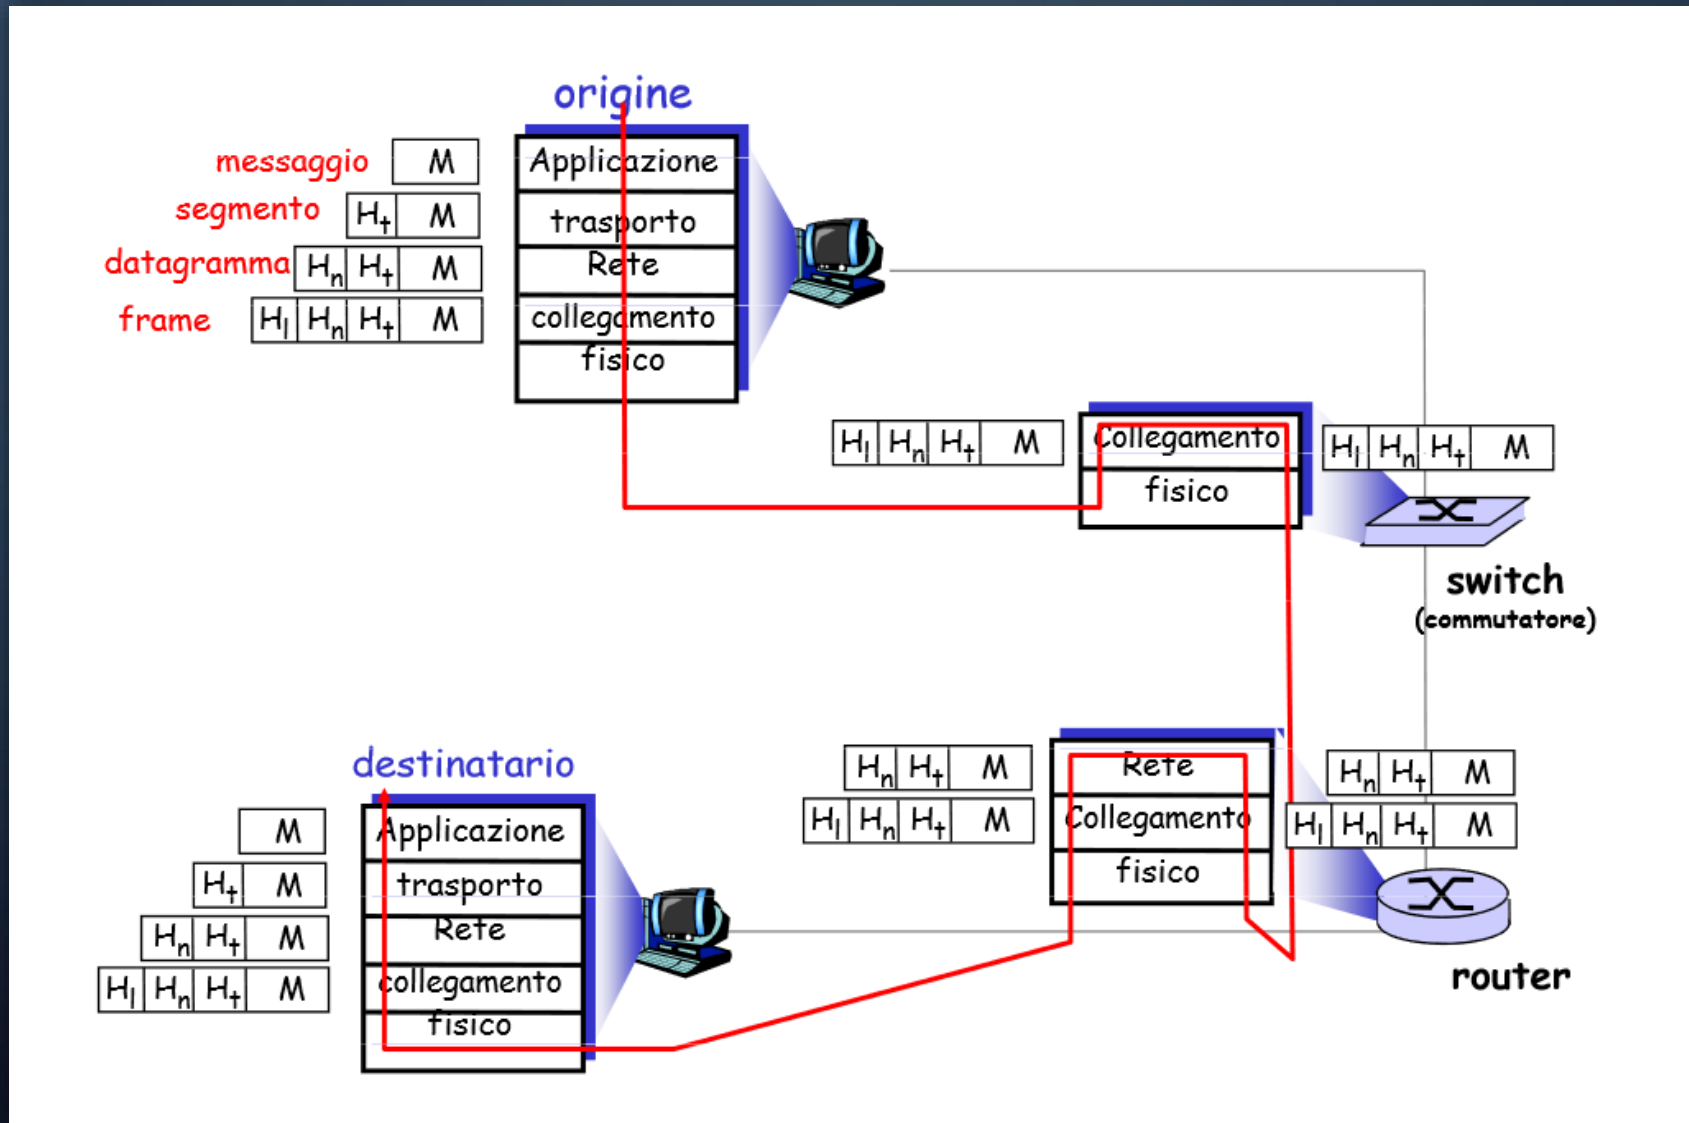 origine
messaggio M Applicazione
segmento Ht M trasporto
datagramma Hn Ht M Rete
frame Hl Hn Ht M collegamento
fisico
Hl Hn Ht M Collegamento Hl Hn Ht M
fisico
switch
(commutatore)
destinatario
Hn Ht M Rete Hn Ht M
Hl Hn Ht M Collegamento Hl Hn Ht M
fisico
router
M Applicazione
Ht M trasporto
Hn Ht M Rete
Hl Hn Ht M collegamento
fisico